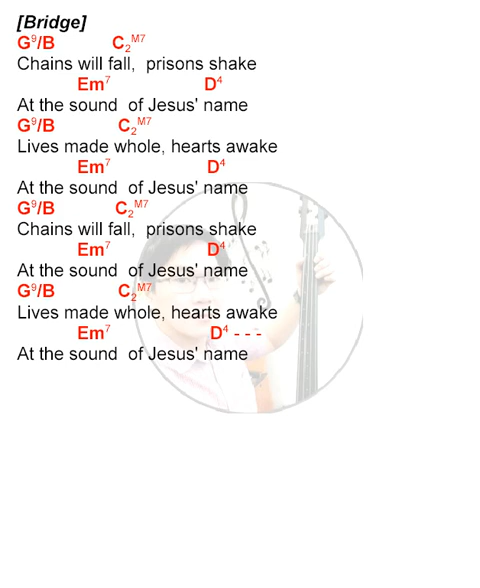 [Bridge]
G⁹/B C₂ᴹ⁷
Chains will fall, prisons shake
Em⁷ D⁴
At the sound of Jesus' name
G⁹/B C₂ᴹ⁷
Lives made whole, hearts awake
Em⁷ D⁴
At the sound of Jesus' name
G⁹/B C₂ᴹ⁷
Chains will fall, prisons shake
Em⁷ D⁴
At the sound of Jesus' name
G⁹/B C₂ᴹ⁷
Lives made whole, hearts awake
Em⁷ D⁴ - - -
At the sound of Jesus' name